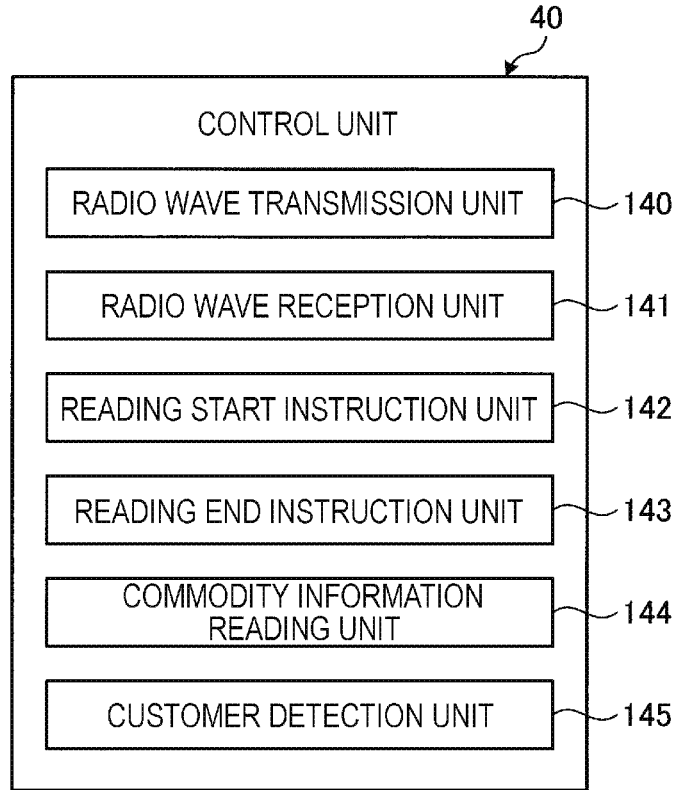 40
CONTROL UNIT
RADIO WAVE TRANSMISSION UNIT 140
RADIO WAVE RECEPTION UNIT 141
READING START INSTRUCTION UNIT 142
READING END INSTRUCTION UNIT 143
COMMODITY INFORMATION
READING UNIT 144
CUSTOMER DETECTION UNIT 145